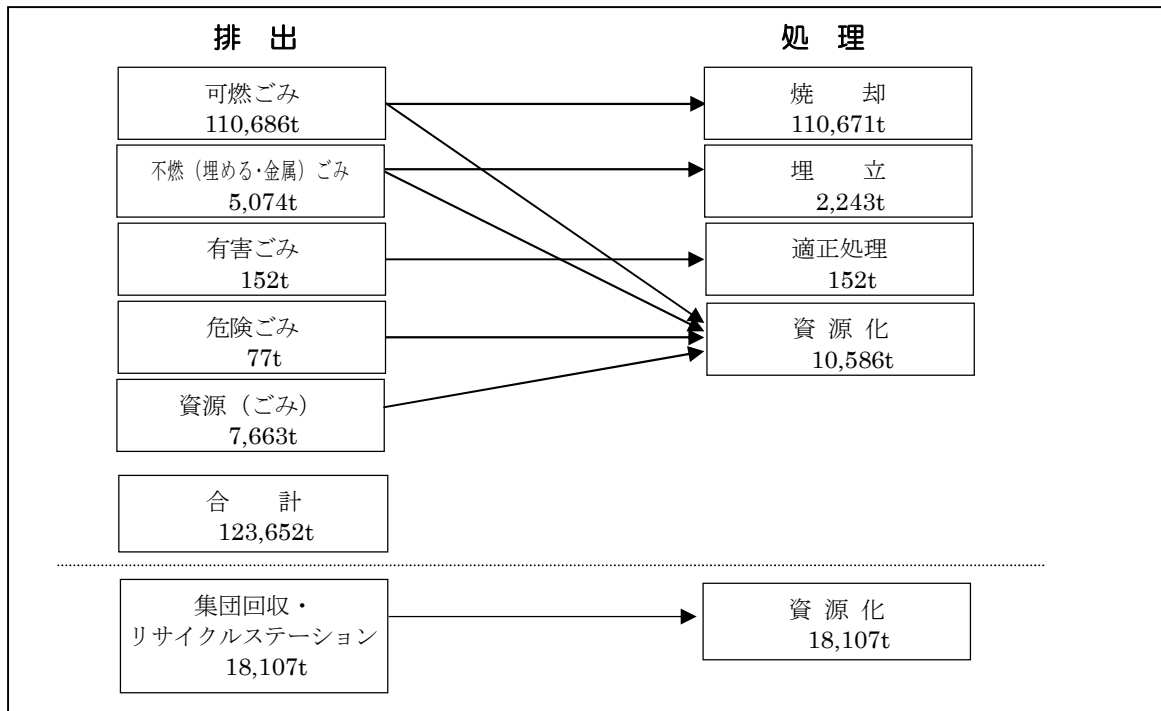 排 出
処 理
可燃ごみ
110,686t
焼 却
110,671t
不燃（埋める・金属）ごみ
5,074t
埋 立
2,243t
有害ごみ
152t
適正処理
152t
危険ごみ
77t
資 源 化
10,586t
資源（ごみ）
7,663t
合 計
123,652t
集団回収・
リサイクルステーション
18,107t
資 源 化
18,107t